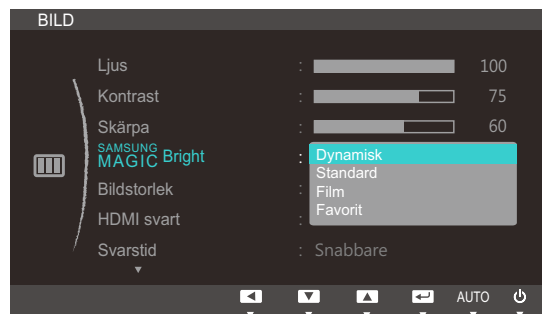 BILD
Ljus : 100
Kontrast : 75
Skärpa : 60
SAMSUNG MAGIC Bright : Dynamisk
Standard
Film
Favorit
Bildstorlek :
HDMI svart :
Svarstid : Snabbare
AUTO